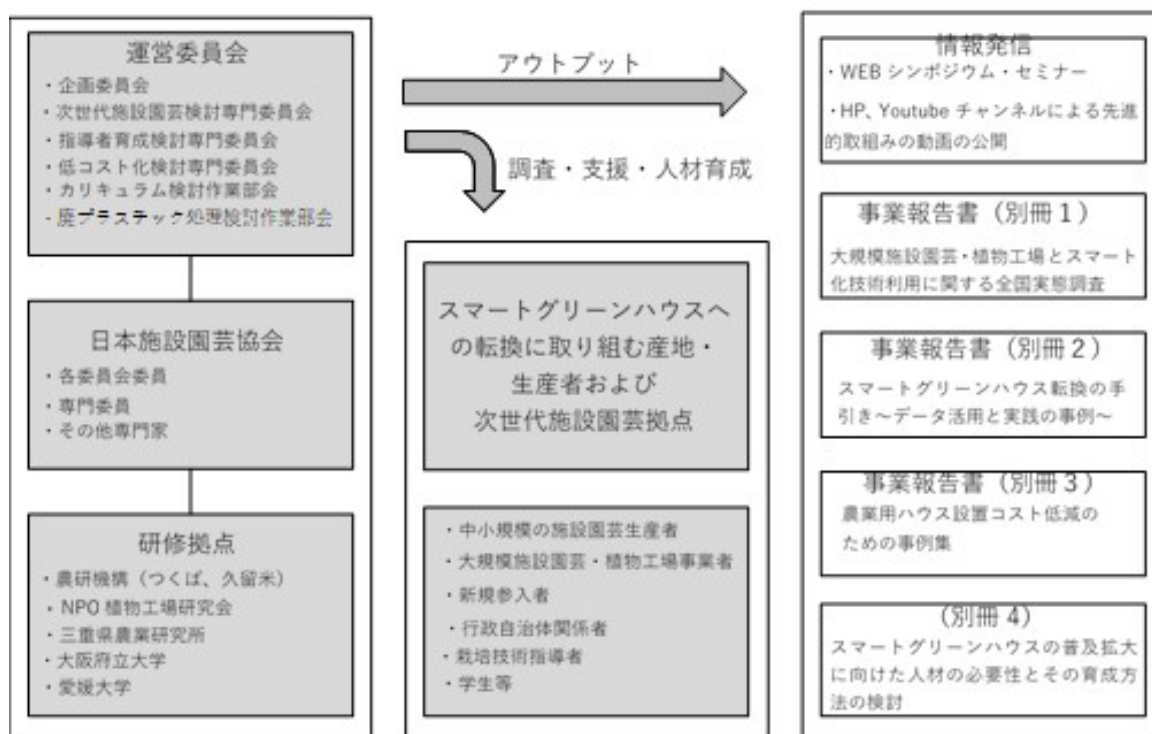 運営委員会
・企画委員会
・次世代施設園芸検討専門委員会
・指導者育成検討専門委員会
・低コスト化検討専門委員会
・カリキュラム検討作業部会
・廃プラスチック処理検討作業部会
日本施設園芸協会
・各委員会委員
・専門委員
・その他専門家
研修拠点
・農研機構（つくば、久留米）
・NPO 植物工場研究会
・三重県農業研究所
・大阪府立大学
・愛媛大学
アウトプット
調査・支援・人材育成
スマートグリーンハウスへ
の転換に取り組む産地・
生産者および
次世代施設園芸拠点
・中小規模の施設園芸生産者
・大規模施設園芸・植物工場事業者
・新規参入者
・行政自治体関係者
・栽培技術指導者
・学生等
情報発信
・WEB シンポジウム・セミナー
・HP、Youtube チャンネルによる先進
的取組みの動画の公開
事業報告書（別冊１）
大規模施設園芸・植物工場とスマート
化技術利用に関する全国実態調査
事業報告書（別冊２）
スマートグリーンハウス転換の手
引き～データ活用と実践の事例～
事業報告書（別冊３）
農業用ハウス設置コスト低減の
ための事例集
（別冊４）
スマートグリーンハウスの普及拡大
に向けた人材の必要性とその育成方
法の検討